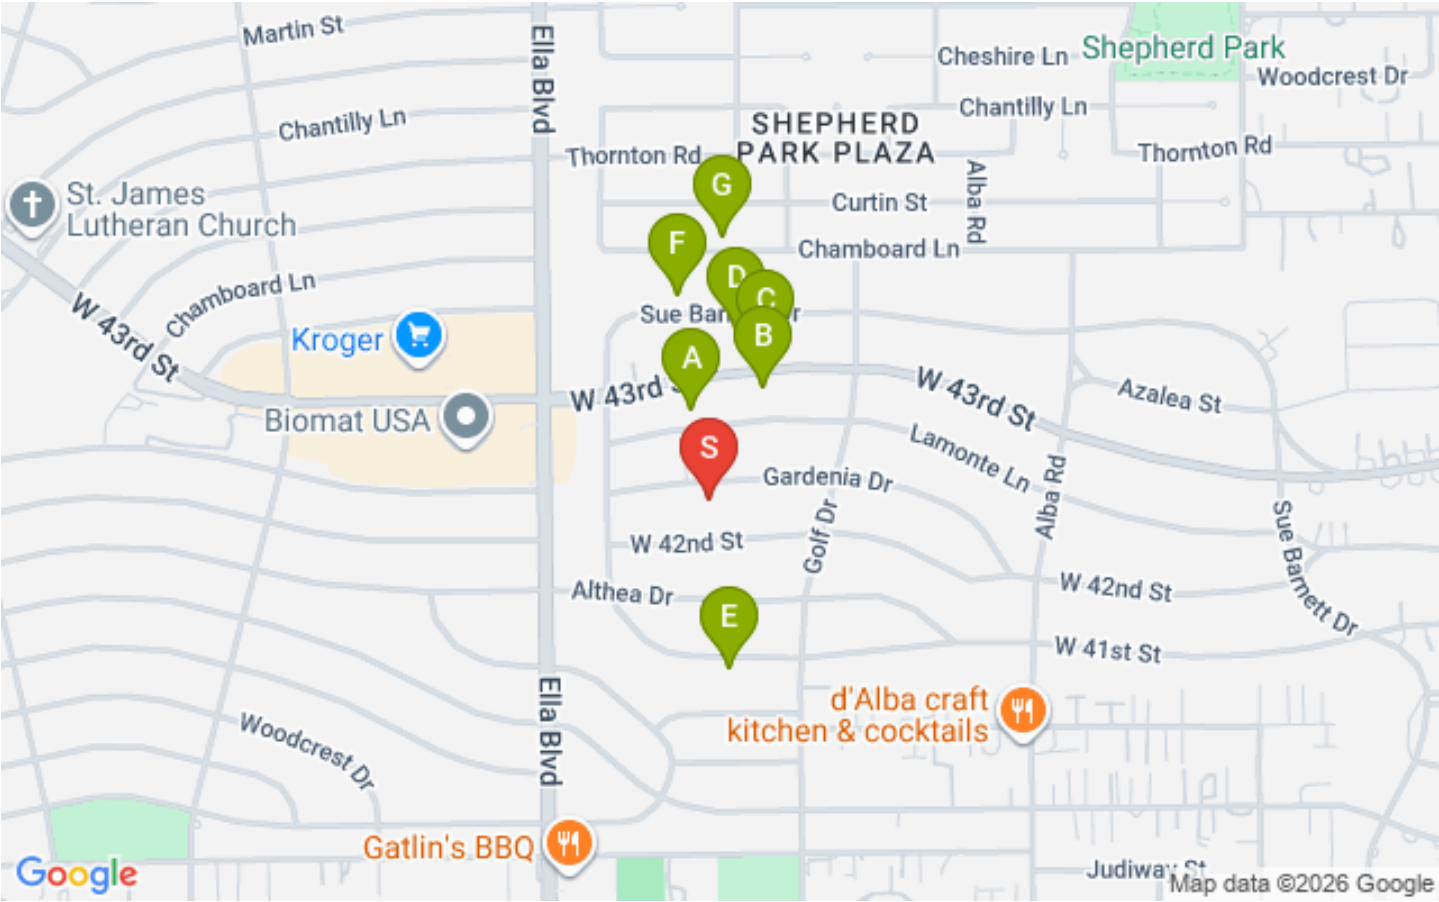 Martin St
Ella Blvd
Cheshire Ln
Shepherd Park
Woodcrest Dr
Chantilly Ln
Chantilly Ln
SHEPHERD
PARK PLAZA
Thornton Rd
Thornton Rd
Alba Rd
G
St. James
Lutheran Church
Curtin St
F
Chamboard Ln
D
C
Chamboard Ln
W 43rd St
Kroger
B
A
W 43rd
W 43rd St
Azalea St
Biomat USA
S
Lamonte Ln
Gardenia Dr
Alba Rd
Golf Dr
W 42nd St
Sue Barnett Dr
Althea Dr
W 42nd St
E
W 41st St
Ella Blvd
d'Alba craft
kitchen & cocktails
Woodcrest Dr
Gatlin's BBQ
Google
Judiway St
Map data ©2026 Google